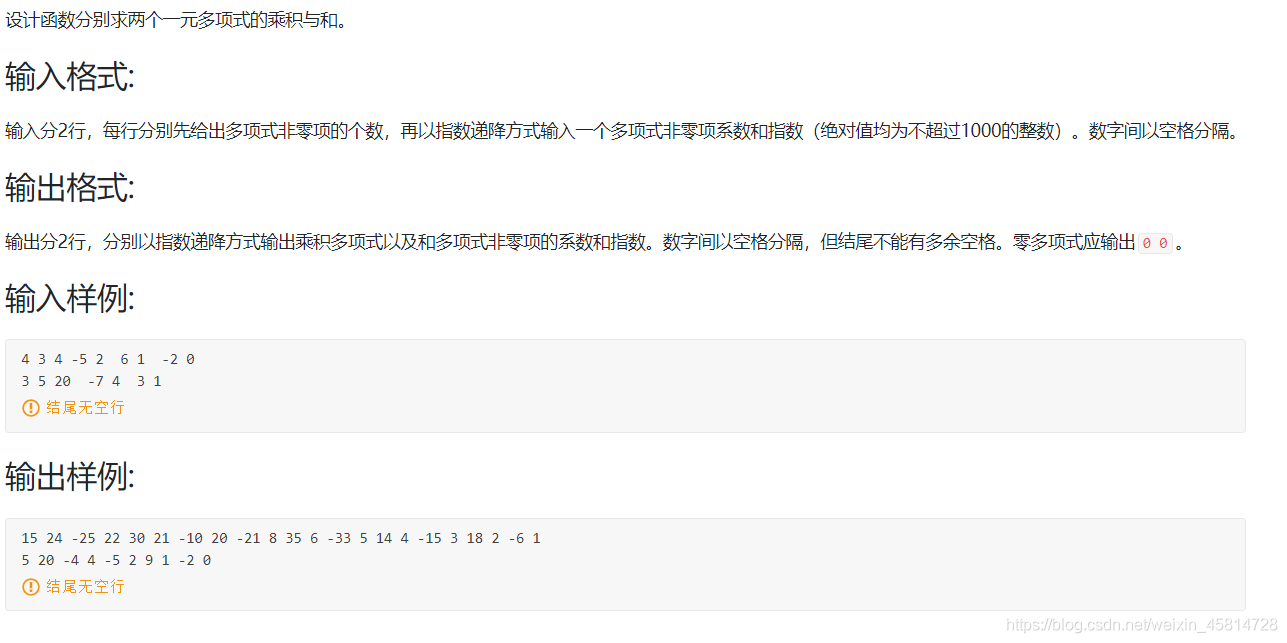 设计函数分别求两个一元多项式的乘积与和。
输入格式:
输入分2行，每行分别先给出多项式非零项的个数，再以指数递降方式输入一个多项式非零项系数和指数（绝对值均为不超过1000的整数）。数字间以空格分隔。
输出格式:
输出分2行，分别以指数递降方式输出乘积多项式以及和多项式非零项的系数和指数。数字间以空格分隔，但结尾不能有多余空格。零多项式应输出 0 0 。
输入样例:
4 3 4 -5 2  6 1  -2 0
3 5 20  -7 4  3 1
结尾无空行
输出样例:
15 24 -25 22 30 21 -10 20 -21 8 35 6 -33 5 14 4 -15 3 18 2 -6 1
5 20 -4 4 -5 2 9 1 -2 0
结尾无空行
https://blog.csdn.net/weixin_45814728